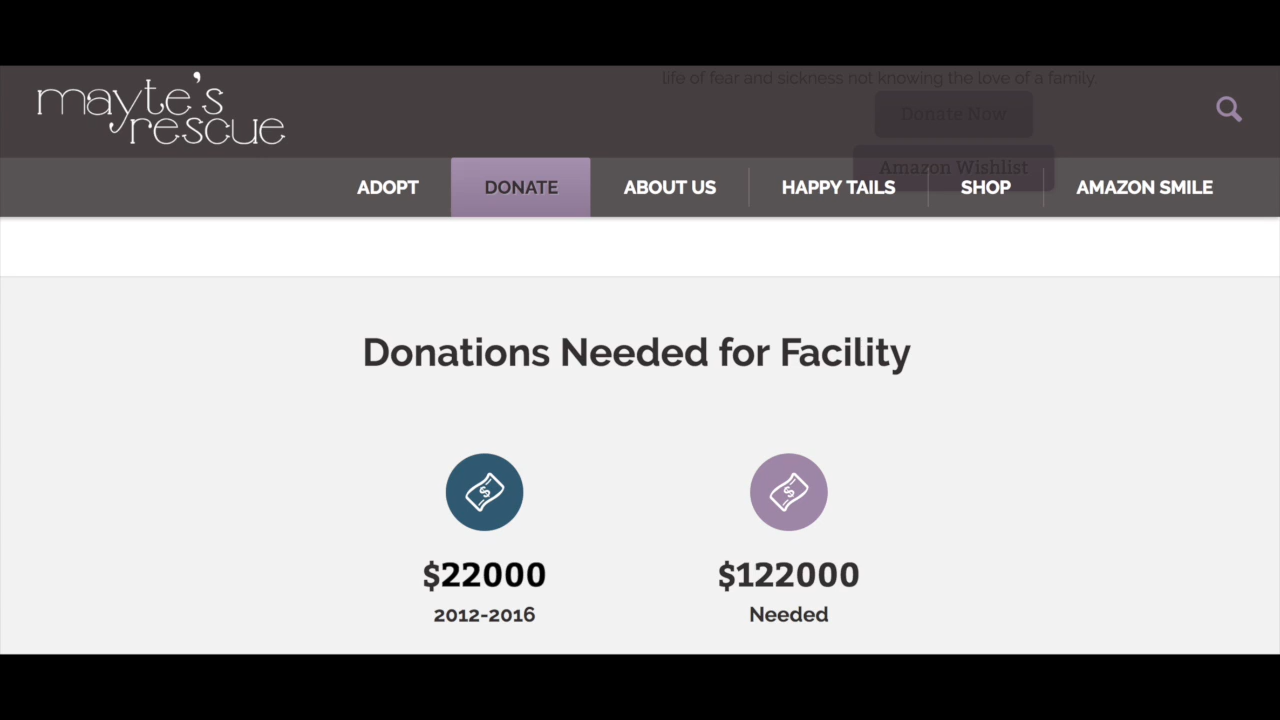 mayte's
rescue
life of fear and sickness not knowing the love of a family.
Donate Now
Amazon Wishlist
ADOPT DONATE ABOUT US HAPPY TAILS SHOP AMAZON SMILE
Donations Needed for Facility
$22000 $122000
2012-2016 Needed